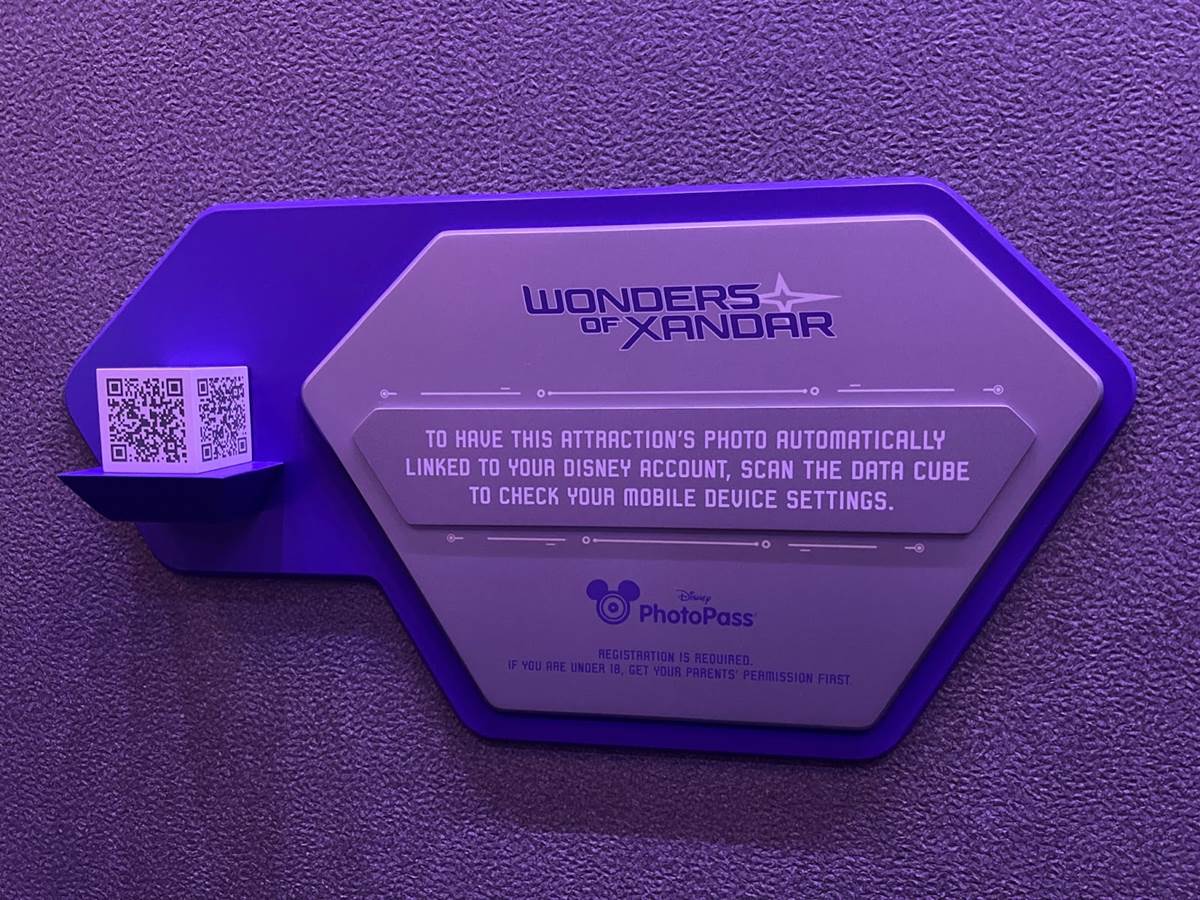 WONDERS
OF XANDAR
TO HAVE THIS ATTRACTION'S PHOTO AUTOMATICALLY
LINKED TO YOUR DISNEY ACCOUNT, SCAN THE DATA CUBE
TO CHECK YOUR MOBILE DEVICE SETTINGS.
Disney
PhotoPass
REGISTRATION IS REQUIRED.
IF YOU ARE UNDER 18, GET YOUR PARENTS' PERMISSION FIRST.